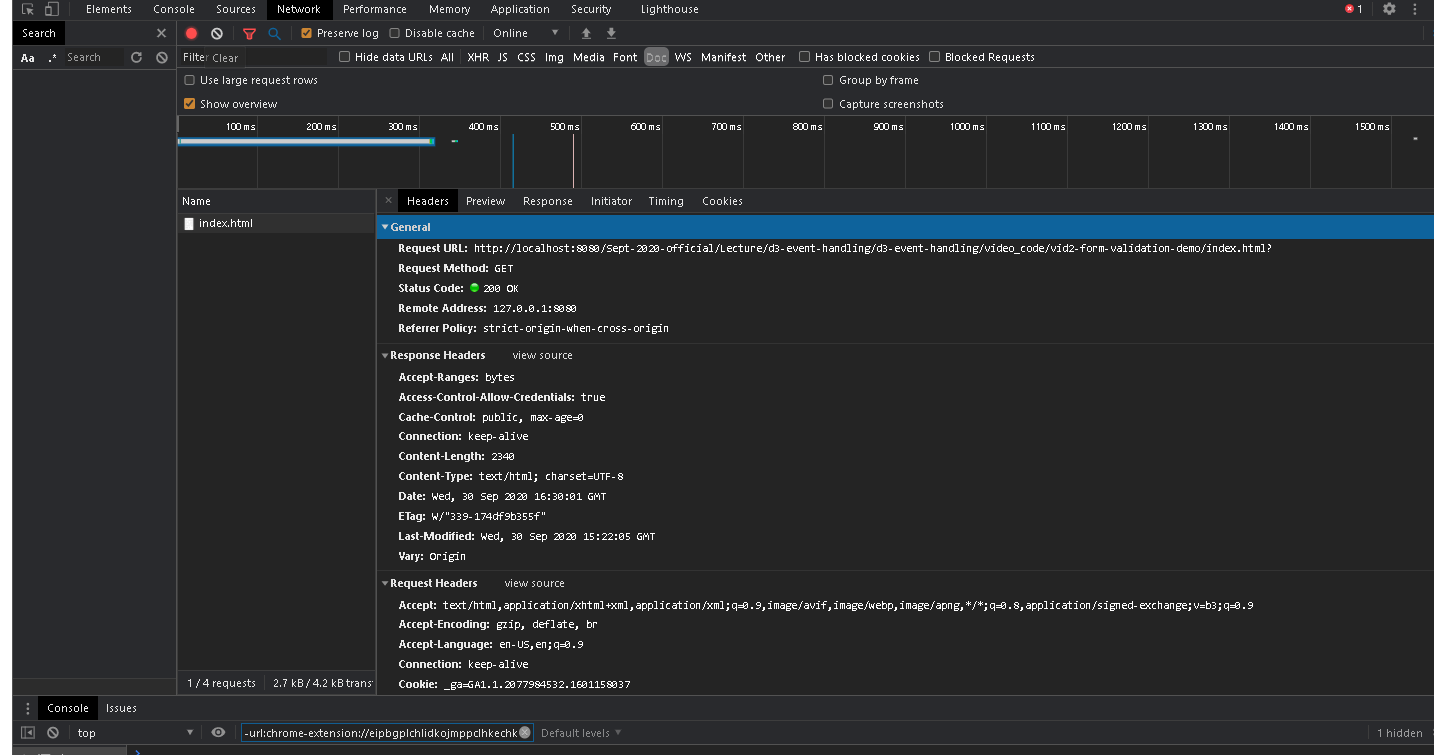 Elements Console Sources Network Performance Memory Application Security Lighthouse 1
Search Preserve log Disable cache Online
Aa .* Search Filter Clear Hide data URLs All XHR JS CSS Img Media Font Doc WS Manifest Other Has blocked cookies Blocked Requests
Use large request rows Group by frame
Show overview Capture screenshots
100 ms 200 ms 300 ms 400 ms 500 ms 600 ms 700 ms 800 ms 900 ms 1000 ms 1100 ms 1200 ms 1300 ms 1400 ms 1500 ms
Name Headers Preview Response Initiator Timing Cookies
index.html
General
Request URL: http://localhost:8080/Sept-2020-official/Lecture/d3-event-handling/d3-event-handling/video_code/vid2-form-validation-demo/index.html?
Request Method: GET
Status Code: 200 OK
Remote Address: 127.0.0.1:8080
Referrer Policy: strict-origin-when-cross-origin
Response Headers view source
Accept-Ranges: bytes
Access-Control-Allow-Credentials: true
Cache-Control: public, max-age=0
Connection: keep-alive
Content-Length: 2340
Content-Type: text/html; charset=UTF-8
Date: Wed, 30 Sep 2020 16:30:01 GMT
ETag: W/"339-174df9b355f"
Last-Modified: Wed, 30 Sep 2020 15:22:05 GMT
Vary: Origin
Request Headers view source
Accept: text/html,application/xhtml+xml,application/xml;q=0.9,image/avif,image/webp,image/apng,*/*;q=0.8,application/signed-exchange;v=b3;q=0.9
Accept-Encoding: gzip, deflate, br
Accept-Language: en-US,en;q=0.9
Connection: keep-alive
Cookie: _ga=GA1.1.2077984532.1601158037
1 / 4 requests 2.7 kB / 4.2 kB transf
Console Issues
top -url:chrome-extension://eipbgplchlidkojmppclhkechk Default levels 1 hidden